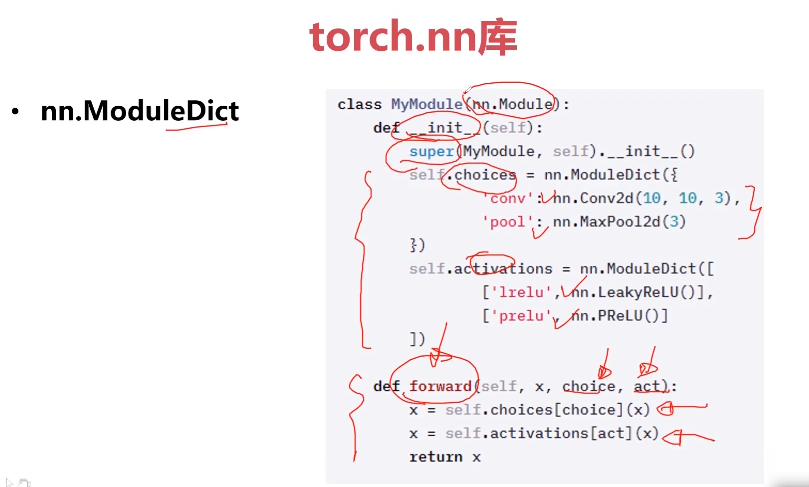 torch.nn库
• nn.ModuleDict
class MyModule(nn.Module):
    def __init__(self):
        super(MyModule, self).__init__()
        self.choices = nn.ModuleDict({
                'conv': nn.Conv2d(10, 10, 3),
                'pool': nn.MaxPool2d(3)
        })
        self.activations = nn.ModuleDict([
                ['lrelu', nn.LeakyReLU()],
                ['prelu', nn.PReLU()]
        ])
    def forward(self, x, choice, act):
        x = self.choices[choice](x)
        x = self.activations[act](x)
        return x